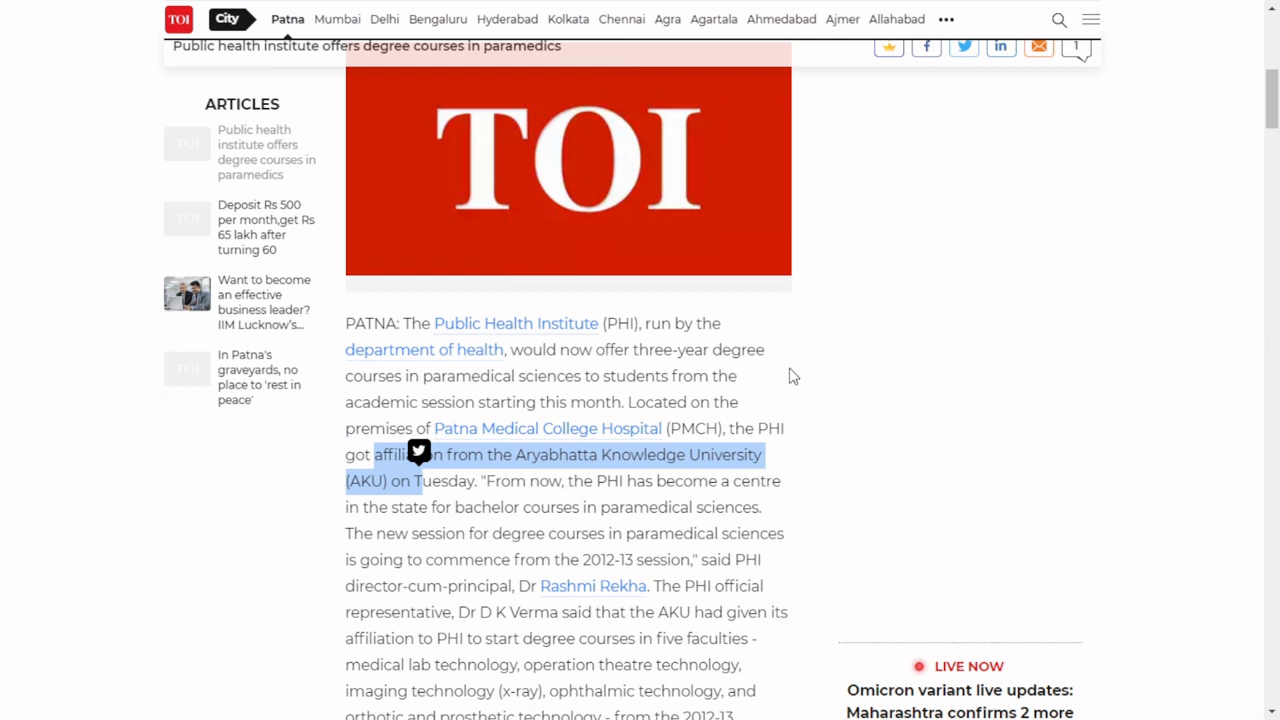 TOI City Patna Mumbai Delhi Bengaluru Hyderabad Kolkata Chennai Agra Agartala Ahmedabad Ajmer Allahabad •••
Public health institute offers degree courses in paramedics
1
ARTICLES
Public health
institute offers
degree courses in
paramedics
Deposit Rs 500
per month,get Rs
65 lakh after
turning 60
Want to become
an effective
business leader?
IIM Lucknow's...
In Patna's
graveyards, no
place to 'rest in
peace'
TOI
PATNA: The Public Health Institute (PHI), run by the
department of health, would now offer three-year degree
courses in paramedical sciences to students from the
academic session starting this month. Located on the
premises of Patna Medical College Hospital (PMCH), the PHI
got from the Aryabhatta Knowledge University
(AKU) on Tuesday. "From now, the PHI has become a centre
in the state for bachelor courses in paramedical sciences.
The new session for degree courses in paramedical sciences
is going to commence from the 2012-13 session," said PHI
director-cum-principal, Dr Rashmi Rekha. The PHI official
representative, Dr D K Verma said that the AKU had given its
affiliation to PHI to start degree courses in five faculties -
medical lab technology, operation theatre technology,
imaging technology (x-ray), ophthalmic technology, and
orthotic and prosthetic technology - from the 2012-13
LIVE NOW
Omicron variant live updates:
Maharashtra confirms 2 more